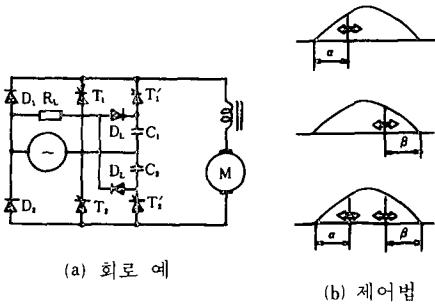 D₁ R_L T₁ T₁′
D_L C₁
~
D_L C₂
M
D₂ T₂ T₂′
(a) 회로 예
α
β
α β
(b) 제어법